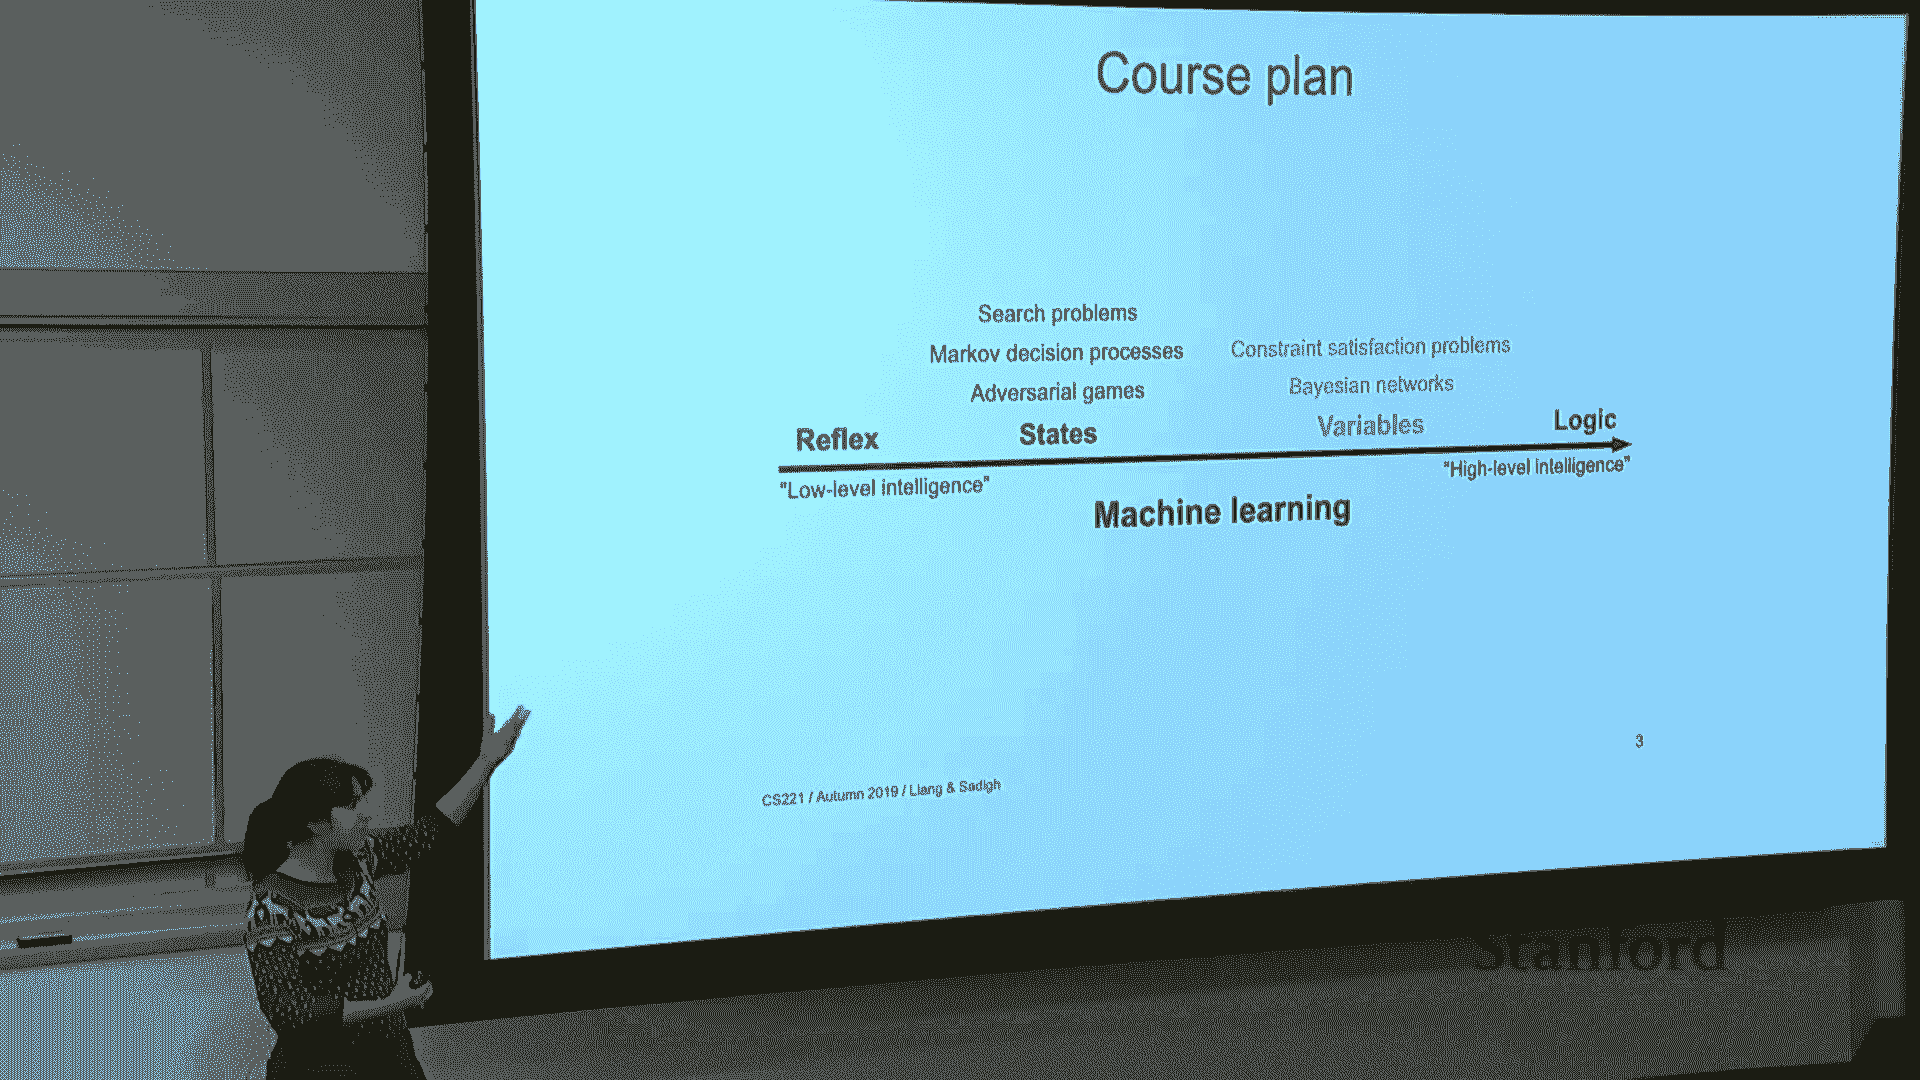 Course plan
Search problems
Markov decision processes
Constraint satisfaction problems
Adversarial games
Bayesian networks
Reflex
States
Variables
Logic
"Low-level intelligence"
"High-level intelligence"
Machine learning
3
CS221 / Autumn 2019 / Liang & Sadigh
Stanford